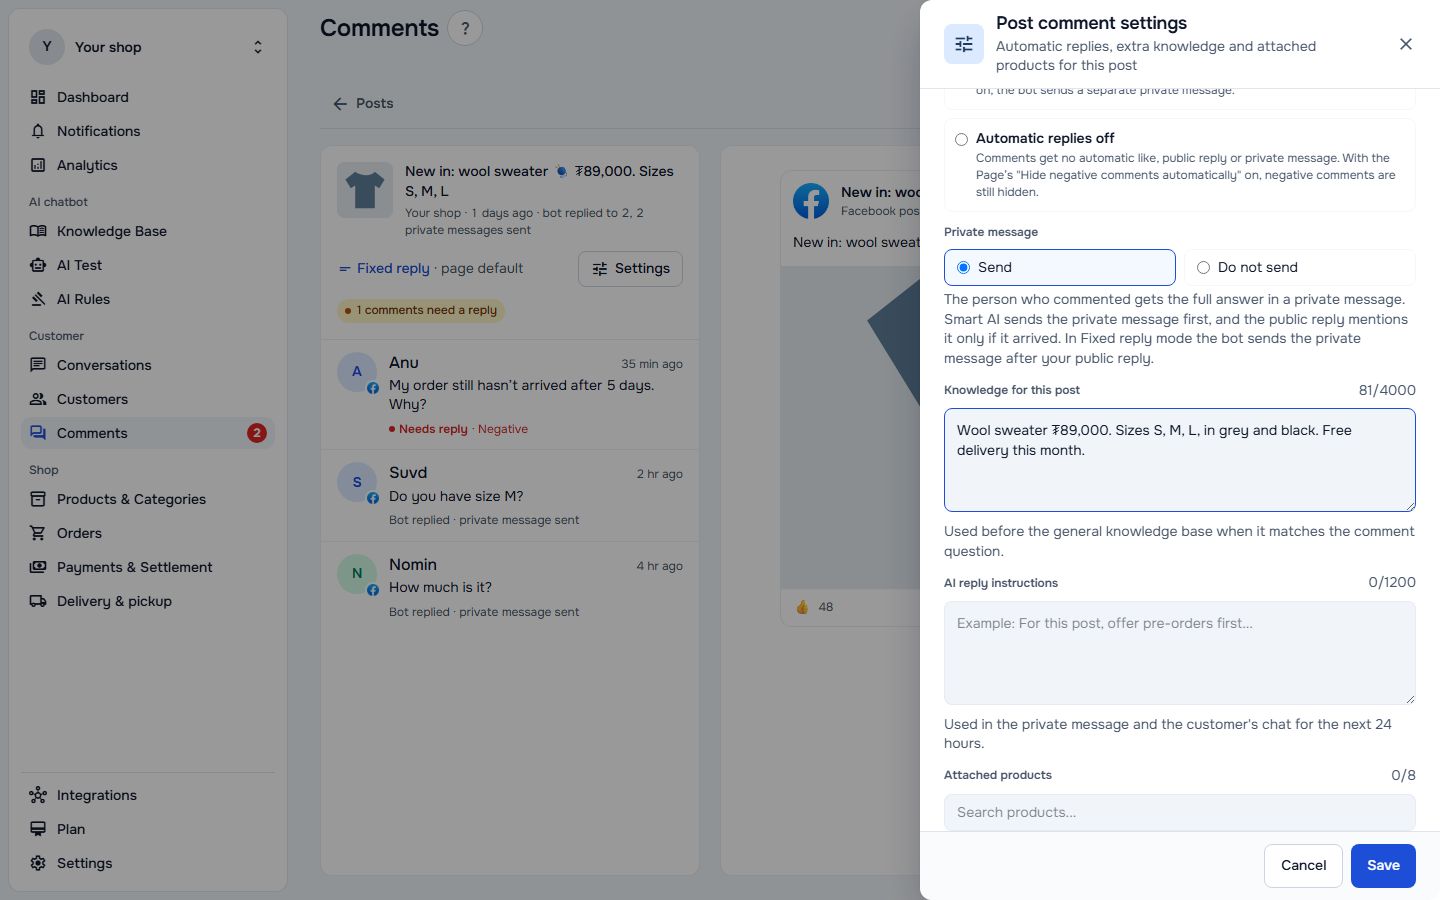 Y
Your shop
Dashboard
Notifications
Analytics
AI chatbot
Knowledge Base
AI Test
AI Rules
Customer
Conversations
Customers
Comments
2
Shop
Products & Categories
Orders
Payments & Settlement
Delivery & pickup
Integrations
Plan
Settings
Comments
?
Posts
New in: wool sweater 🧶 ₮89,000. Sizes
S, M, L
Your shop · 1 days ago · bot replied to 2, 2
private messages sent
Fixed reply · page default
Settings
1 comments need a reply
A
Anu
35 min ago
My order still hasn't arrived after 5 days.
Why?
Needs reply · Negative
S
Suvd
2 hr ago
Do you have size M?
Bot replied · private message sent
N
Nomin
4 hr ago
How much is it?
Bot replied · private message sent
New in: woo
Facebook pos
New in: wool sweat
👍 48
Post comment settings
Automatic replies, extra knowledge and attached
products for this post
on, the bot sends a separate private message.
Automatic replies off
Comments get no automatic like, public reply or private message. With the
Page's "Hide negative comments automatically" on, negative comments are
still hidden.
Private message
Send
Do not send
The person who commented gets the full answer in a private message.
Smart AI sends the private message first, and the public reply mentions
it only if it arrived. In Fixed reply mode the bot sends the private
message after your public reply.
Knowledge for this post
81/4000
Wool sweater ₮89,000. Sizes S, M, L, in grey and black. Free
delivery this month.
Used before the general knowledge base when it matches the comment
question.
AI reply instructions
0/1200
Example: For this post, offer pre-orders first...
Used in the private message and the customer's chat for the next 24
hours.
Attached products
0/8
Search products...
Cancel
Save